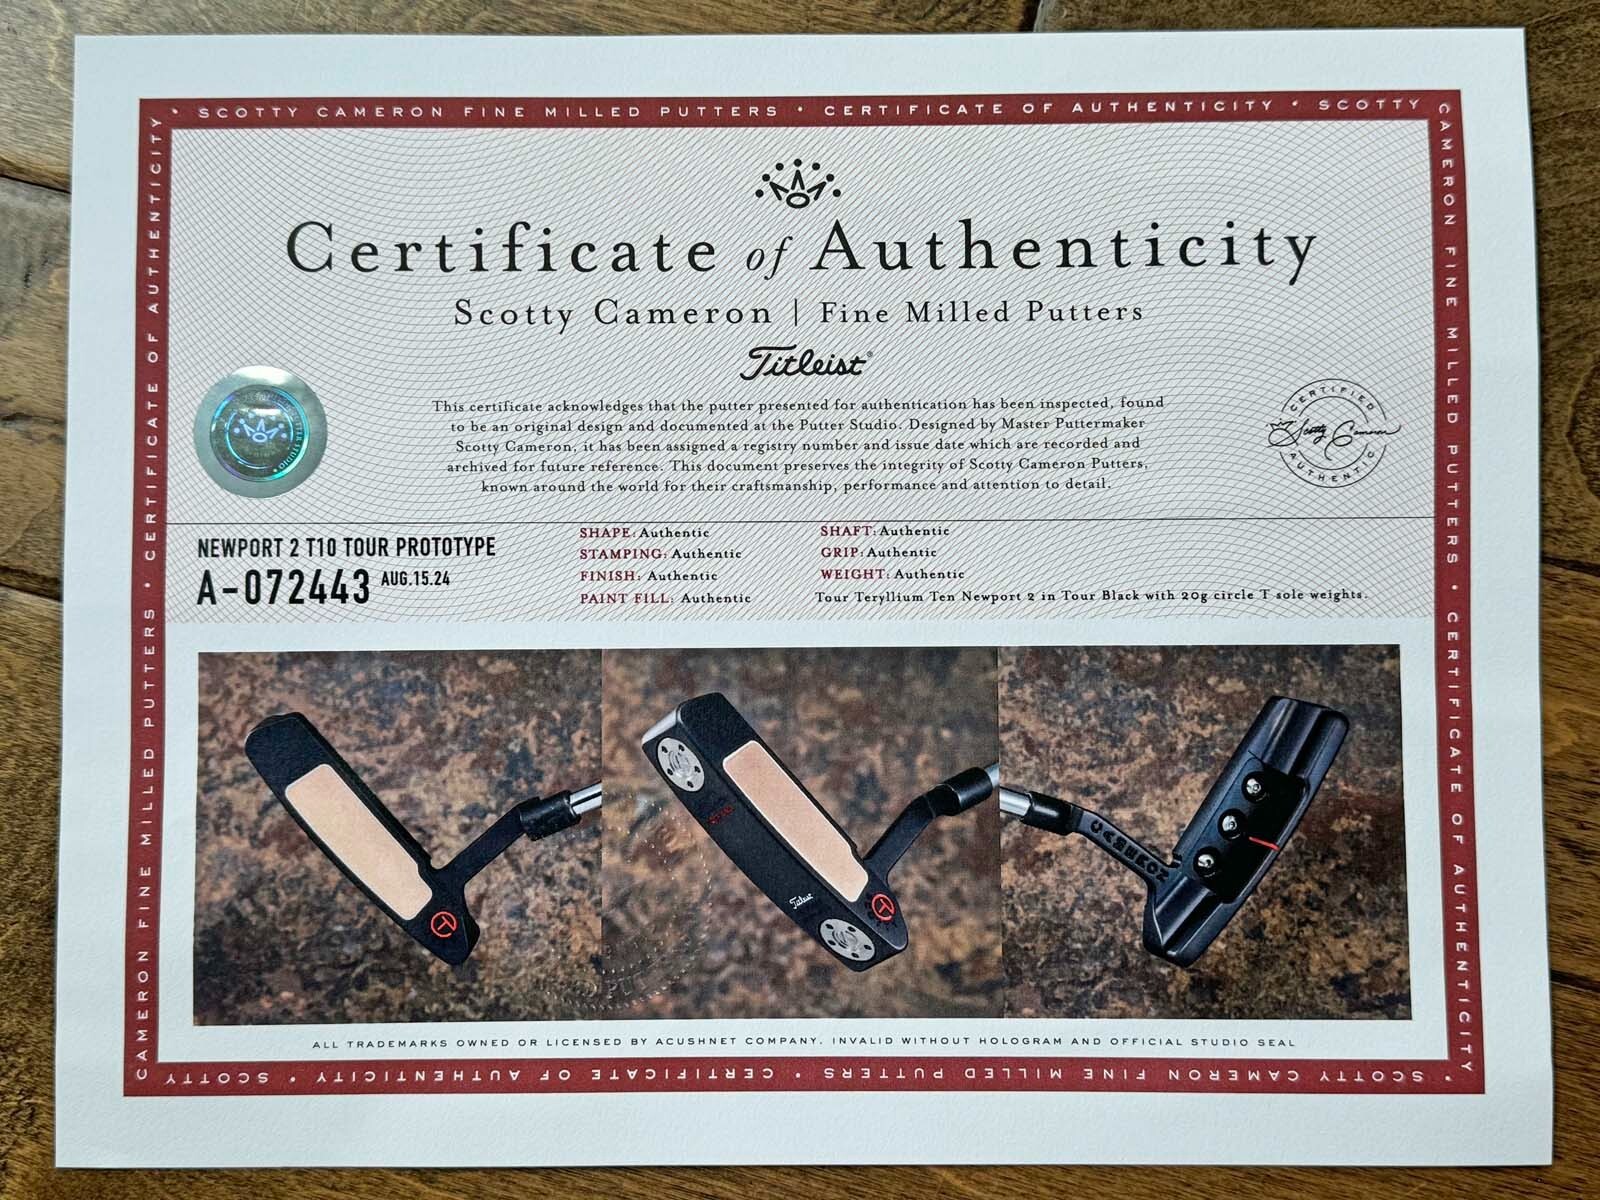 • SCOTTY CAMERON FINE MILLED PUTTERS • CERTIFICATE OF AUTHENTICITY • SCOTTY
CAMERON FINE MILLED PUTTERS • CERTIFICATE OF AUTHENTICITY
• SCOTTY CAMERON FINE MILLED PUTTERS • CERTIFICATE OF AUTHENTICITY • SCOTTY
CAMERON FINE MILLED PUTTERS • CERTIFICATE OF AUTHENTICITY
Certificate of Authenticity
Scotty Cameron | Fine Milled Putters
Titleist®
This certificate acknowledges that the putter presented for authentication has been inspected, found
to be an original design and documented at the Putter Studio. Designed by Master Puttermaker
Scotty Cameron, it has been assigned a registry number and issue date which are recorded and
archived for future reference. This document preserves the integrity of Scotty Cameron Putters,
known around the world for their craftsmanship, performance and attention to detail.
CERTIFIED
Scotty Cameron
AUTHENTIC
NEWPORT 2 T10 TOUR PROTOTYPE
A-072443 AUG.15.24
SHAPE: Authentic
STAMPING: Authentic
FINISH: Authentic
PAINT FILL: Authentic
SHAFT: Authentic
GRIP: Authentic
WEIGHT: Authentic
Tour Teryllium Ten Newport 2 in Tour Black with 20g circle T sole weights.
T
Titleist
T
CAMERON
ALL TRADEMARKS OWNED OR LICENSED BY ACUSHNET COMPANY. INVALID WITHOUT HOLOGRAM AND OFFICIAL STUDIO SEAL